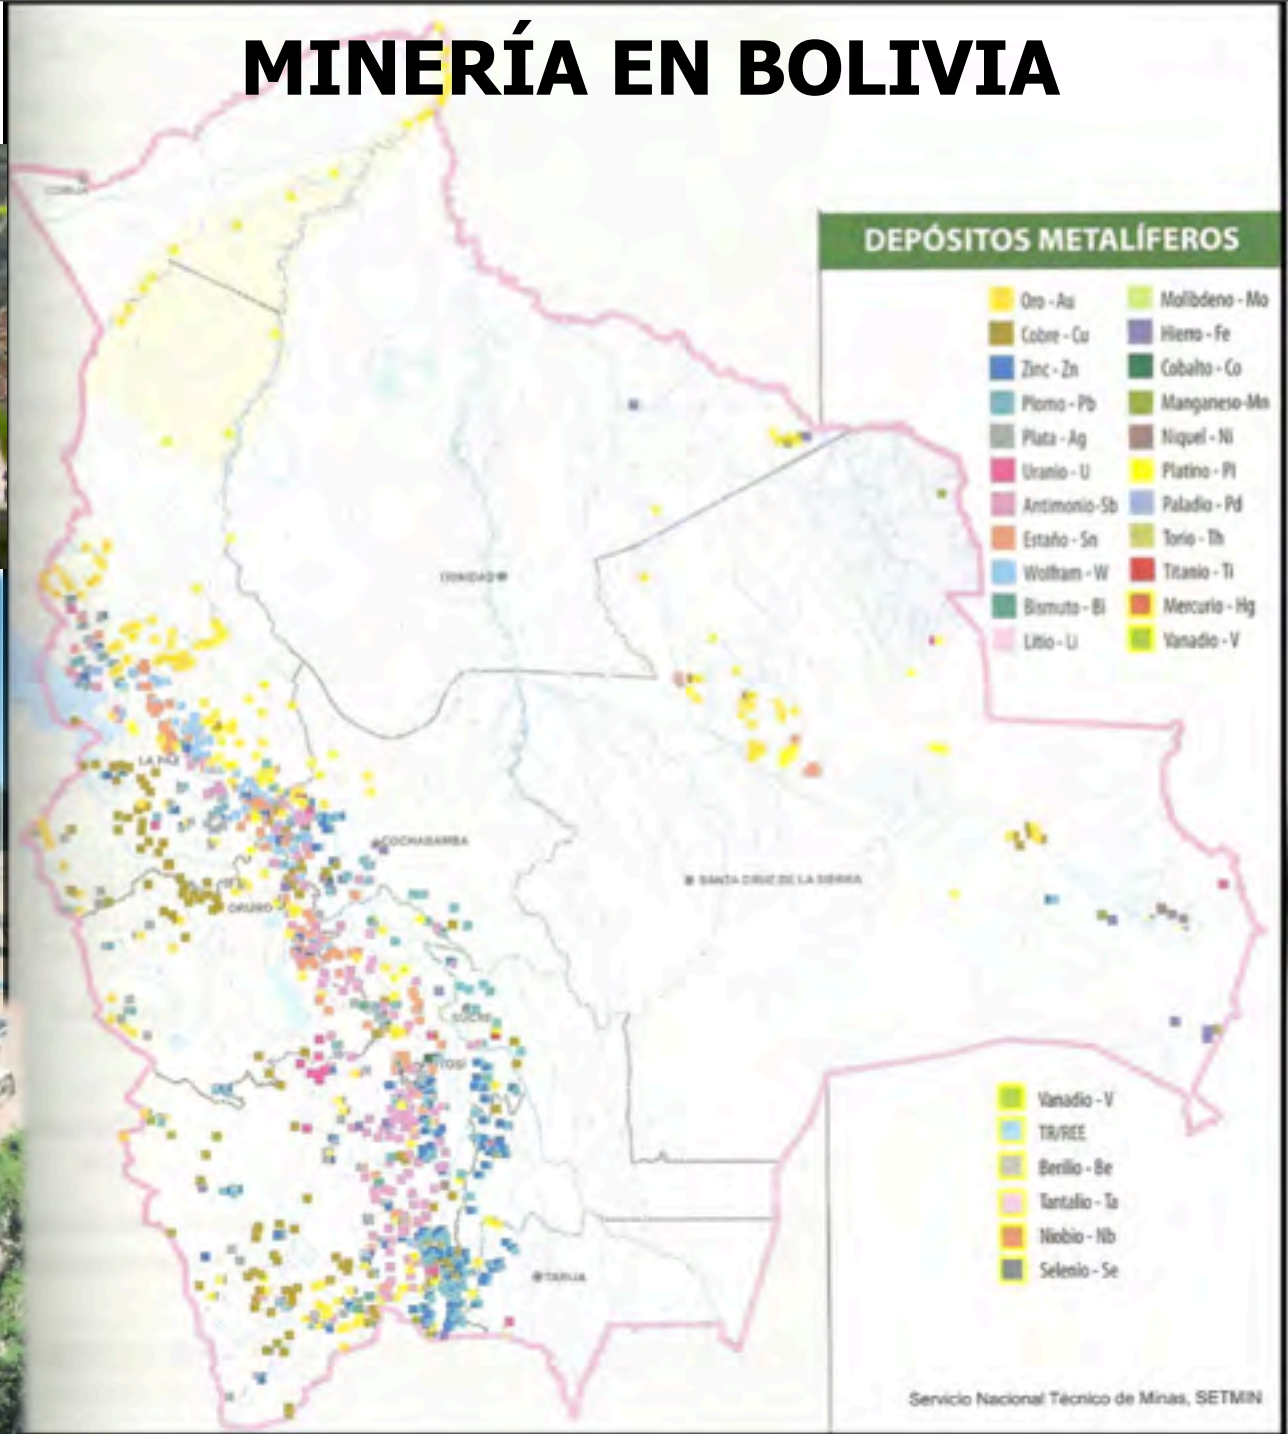 MINERÍA EN BOLIVIA
COBIJA
DEPÓSITOS METALÍFEROS
Oro - Au
Cobre - Cu
Zinc - Zn
Plomo - Pb
Plata - Ag
Uranio - U
Antimonio-Sb
Estaño - Sn
Wolfram - W
Bismuto - Bi
Litio - Li
Molibdeno - Mo
Hierro - Fe
Cobalto - Co
Manganeso-Mn
Niquel - Ni
Platino - Pl
Paladio - Pd
Torio - Th
Titanio - Ti
Mercurio - Hg
Vanadio - V
TRINIDAD
LA PAZ
COCHABAMBA
SANTA CRUZ DE LA SIERRA
ORURO
SUCRE
POTOSÍ
TARIJA
Vanadio - V
TR/REE
Berilio - Be
Tantalio - Ta
Niobio - Nb
Selenio - Se
Servicio Nacional Técnico de Minas, SETMIN